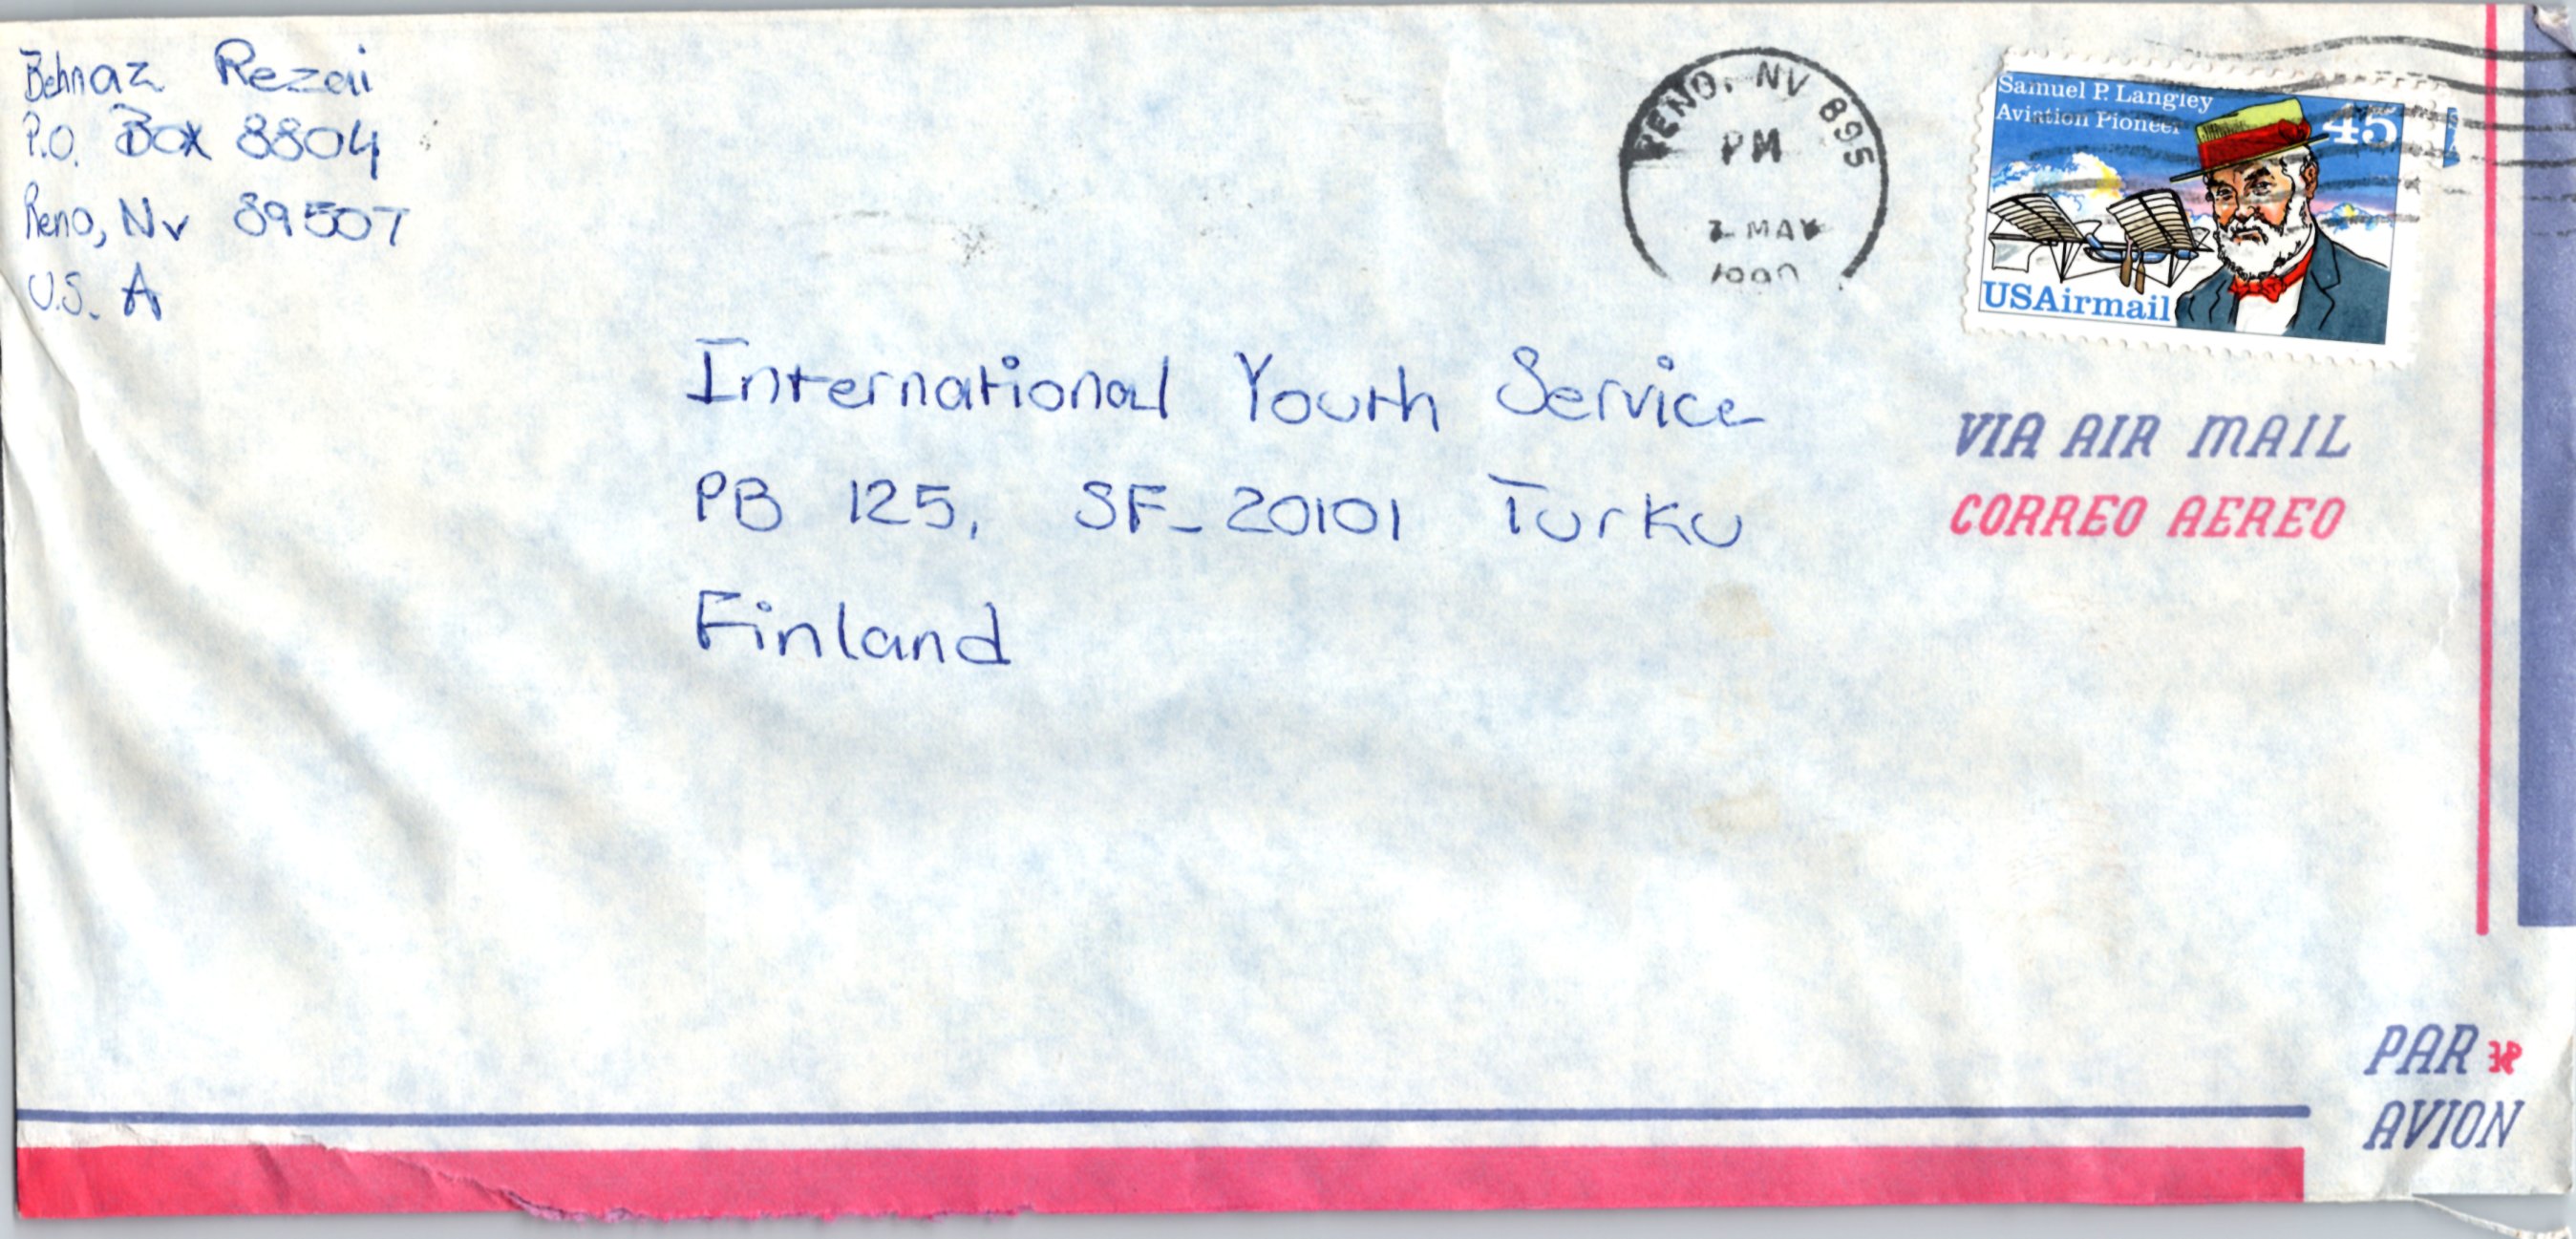 Behnaz Rezai
P.O. Box 8804
Reno, Nv 89507
U.S. A
RENO, NV 895
PM
MAY
Samuel P. Langley
Aviation Pioneer
45
USAirmail
International Youth Service
PB 125, SF-20101 Turku
Finland
VIA AIR MAIL
CORREO AEREO
PAR
AVION